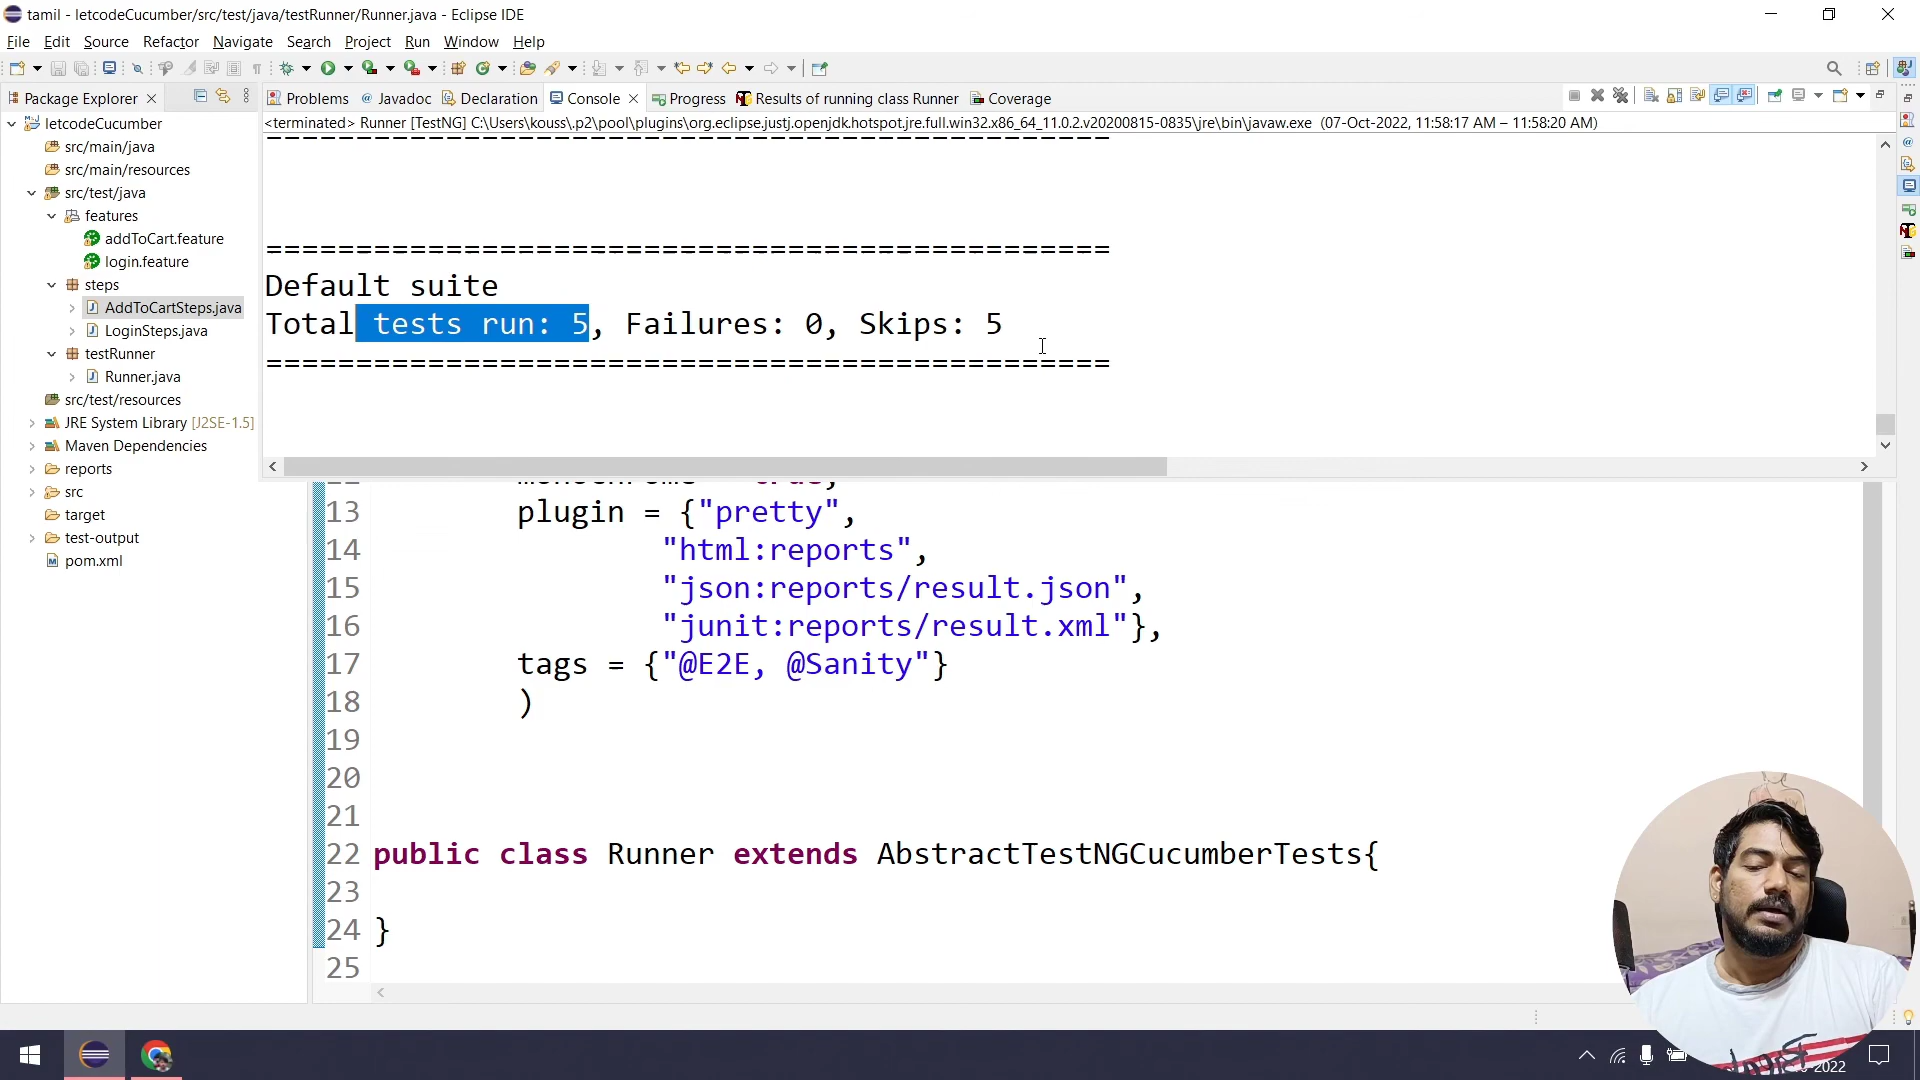 tamil - letcodeCucumber/src/test/java/testRunner/Runner.java - Eclipse IDE
File Edit Source Refactor Navigate Search Project Run Window Help
Package Explorer
letcodeCucumber
src/main/java
src/main/resources
src/test/java
features
addToCart.feature
login.feature
steps
AddToCartSteps.java
LoginSteps.java
testRunner
Runner.java
src/test/resources
JRE System Library [J2SE-1.5]
Maven Dependencies
reports
src
target
test-output
pom.xml
Problems Javadoc Declaration Console Progress Results of running class Runner Coverage
<terminated> Runner [TestNG] C:\Users\kouss\.p2\pool\plugins\org.eclipse.justj.openjdk.hotspot.jre.full.win32.x86_64_11.0.2.v20200815-0835\jre\bin\javaw.exe (07-Oct-2022, 11:58:17 AM – 11:58:20 AM)
===============================================
===============================================
Default suite
Total tests run: 5, Failures: 0, Skips: 5
===============================================
13 plugin = {"pretty",
14 "html:reports",
15 "json:reports/result.json",
16 "junit:reports/result.xml"},
17 tags = {"@E2E, @Sanity"}
18 )
19
20
21
22 public class Runner extends AbstractTestNGCucumberTests{
23
24 }
25